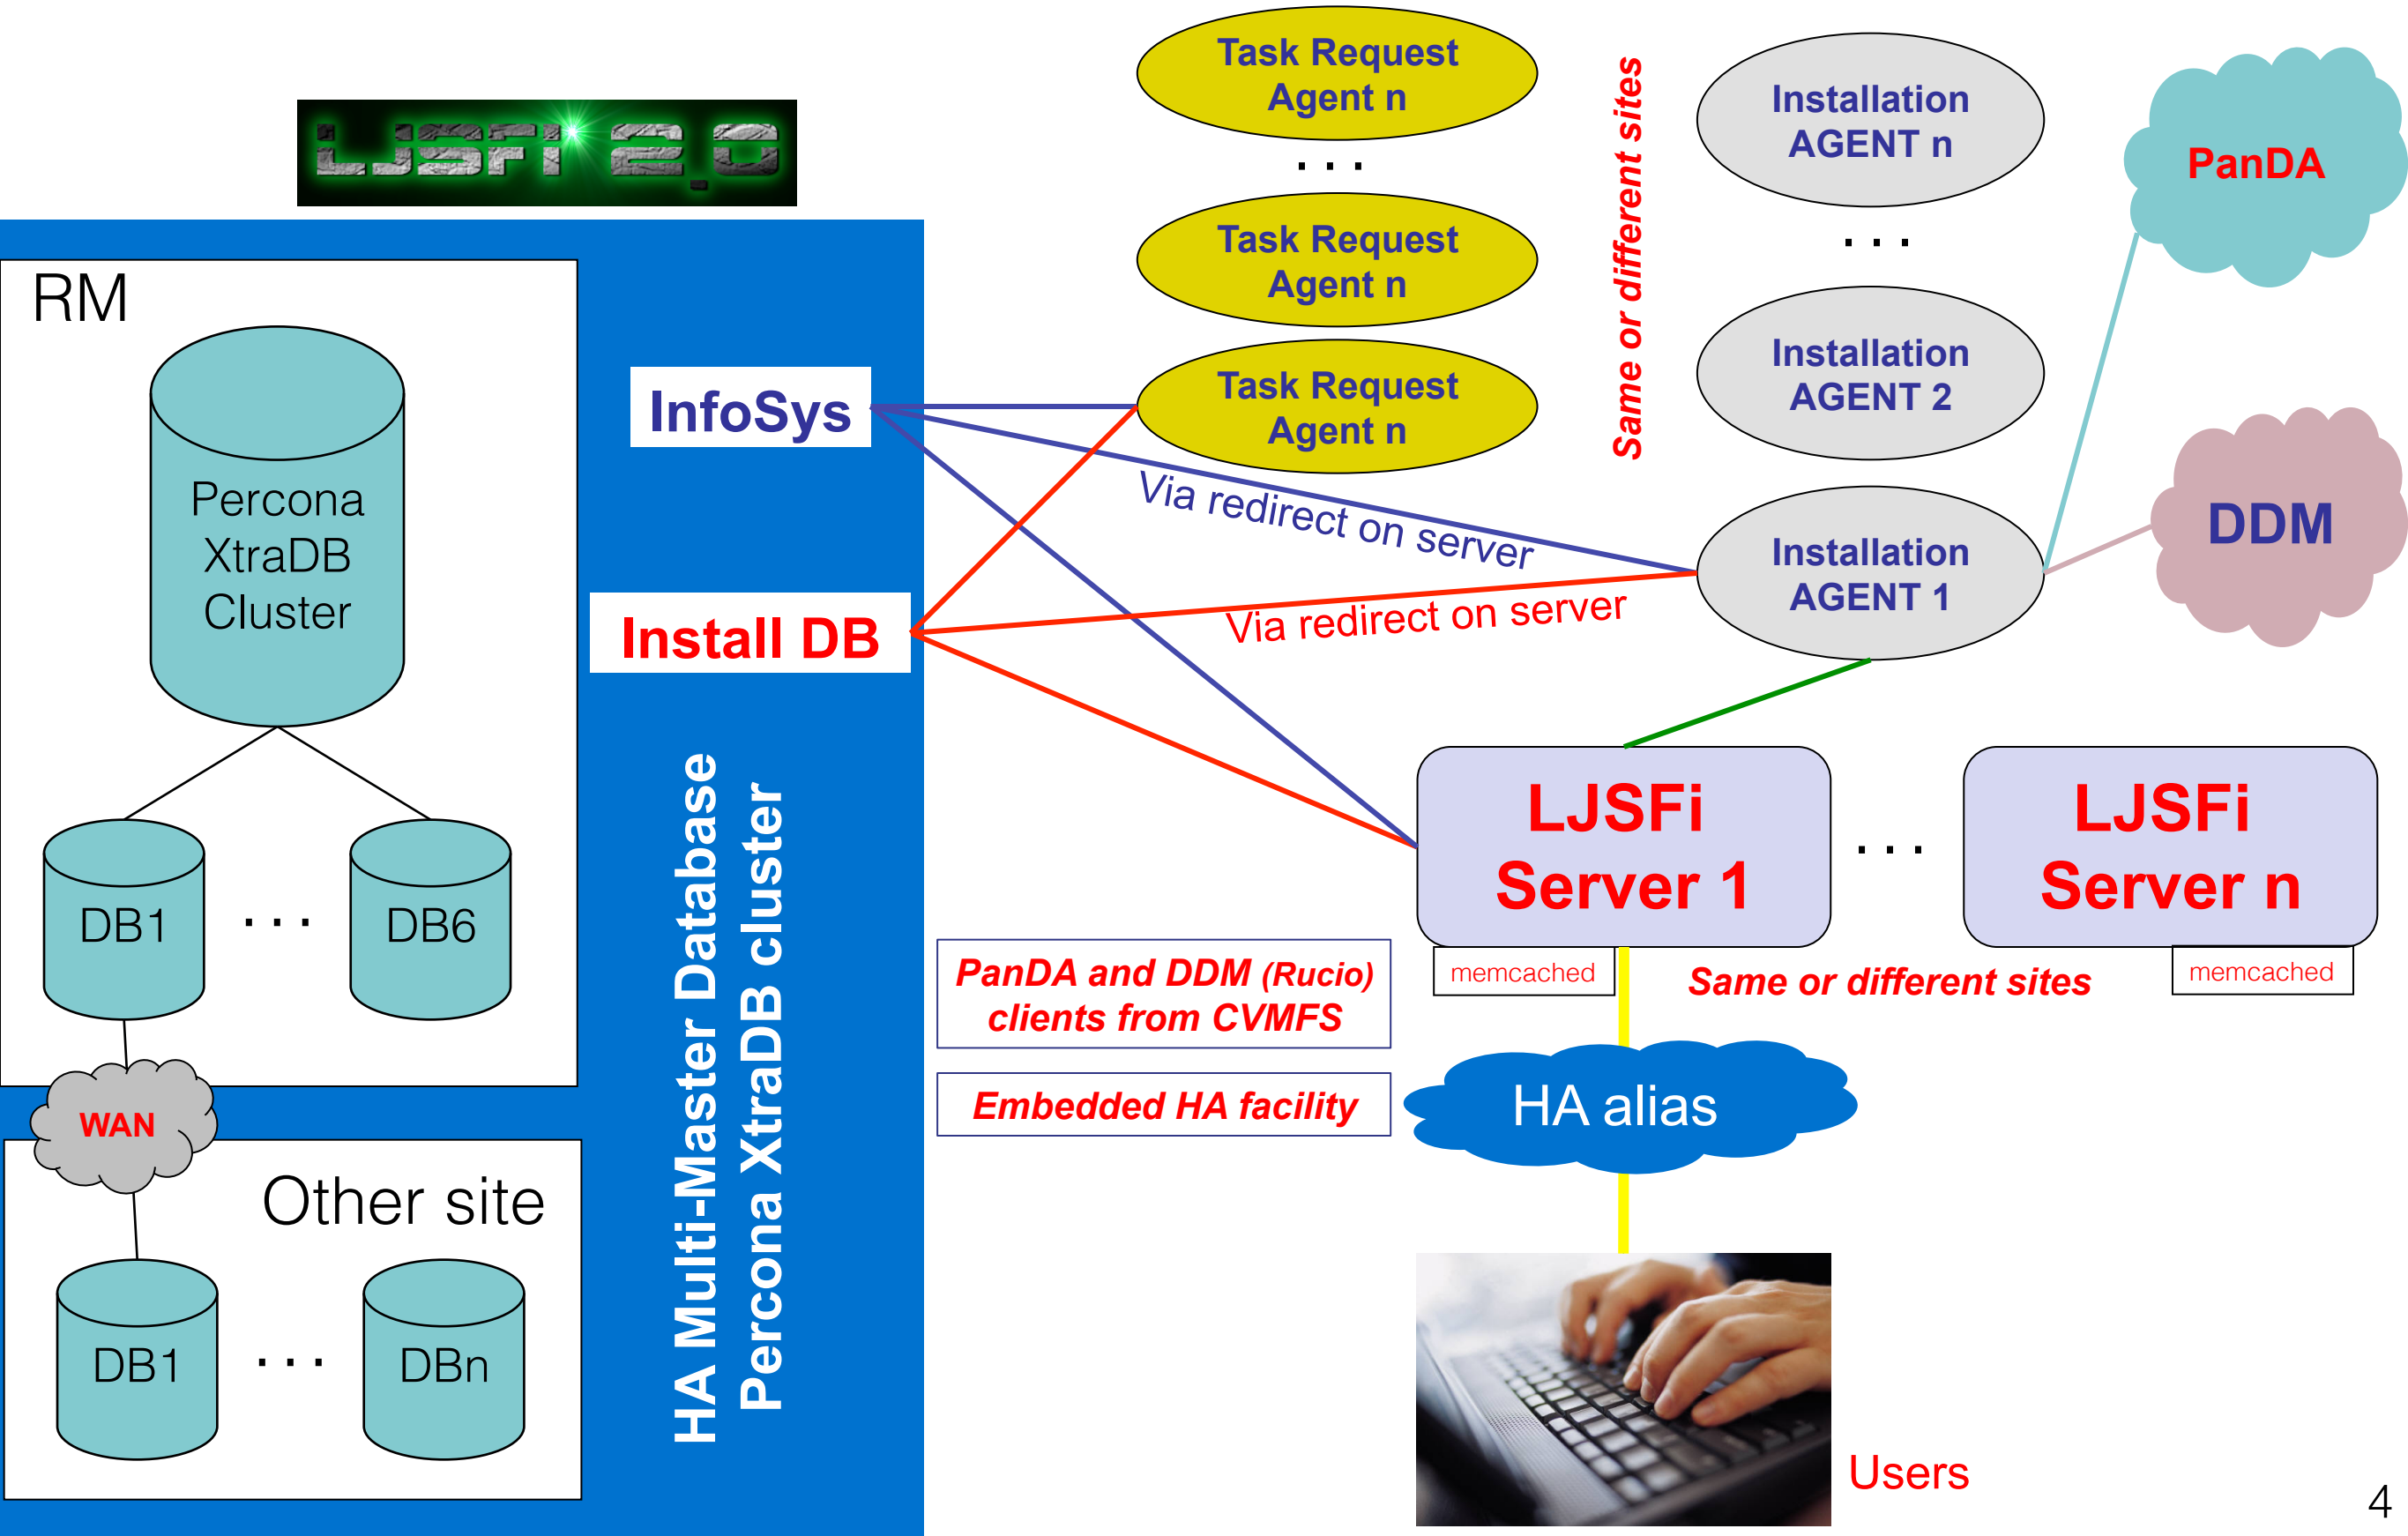 LJSFi 2.0
RM
Percona
XtraDB
Cluster
DB1
. . .
DB6
WAN
Other site
DB1
. . .
DBn
InfoSys
Install DB
HA Multi-Master Database
Percona XtraDB cluster
Task Request
Agent n
. . .
Task Request
Agent n
Task Request
Agent n
Same or different sites
Installation
AGENT n
. . .
Installation
AGENT 2
Installation
AGENT 1
PanDA
DDM
Via redirect on server
Via redirect on server
LJSFi
Server 1
. . .
LJSFi
Server n
memcached
Same or different sites
memcached
PanDA and DDM (Rucio)
clients from CVMFS
Embedded HA facility
HA alias
Users
4